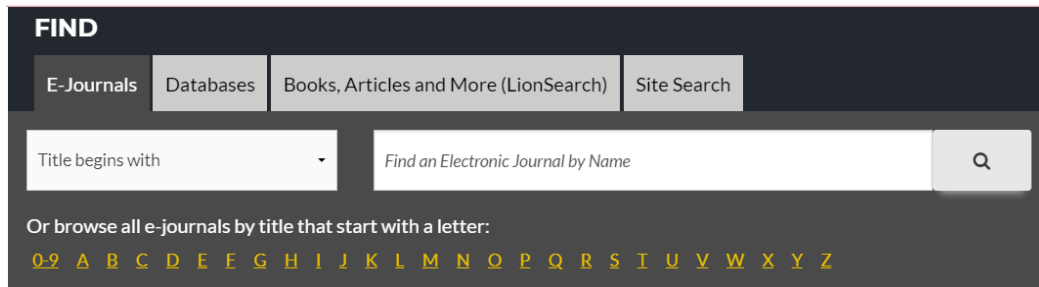 FIND
E-Journals Databases Books, Articles and More (LionSearch) Site Search
Title begins with Find an Electronic Journal by Name
Or browse all e-journals by title that start with a letter:
0-9 A B C D E F G H I J K L M N O P Q R S T U V W X Y Z